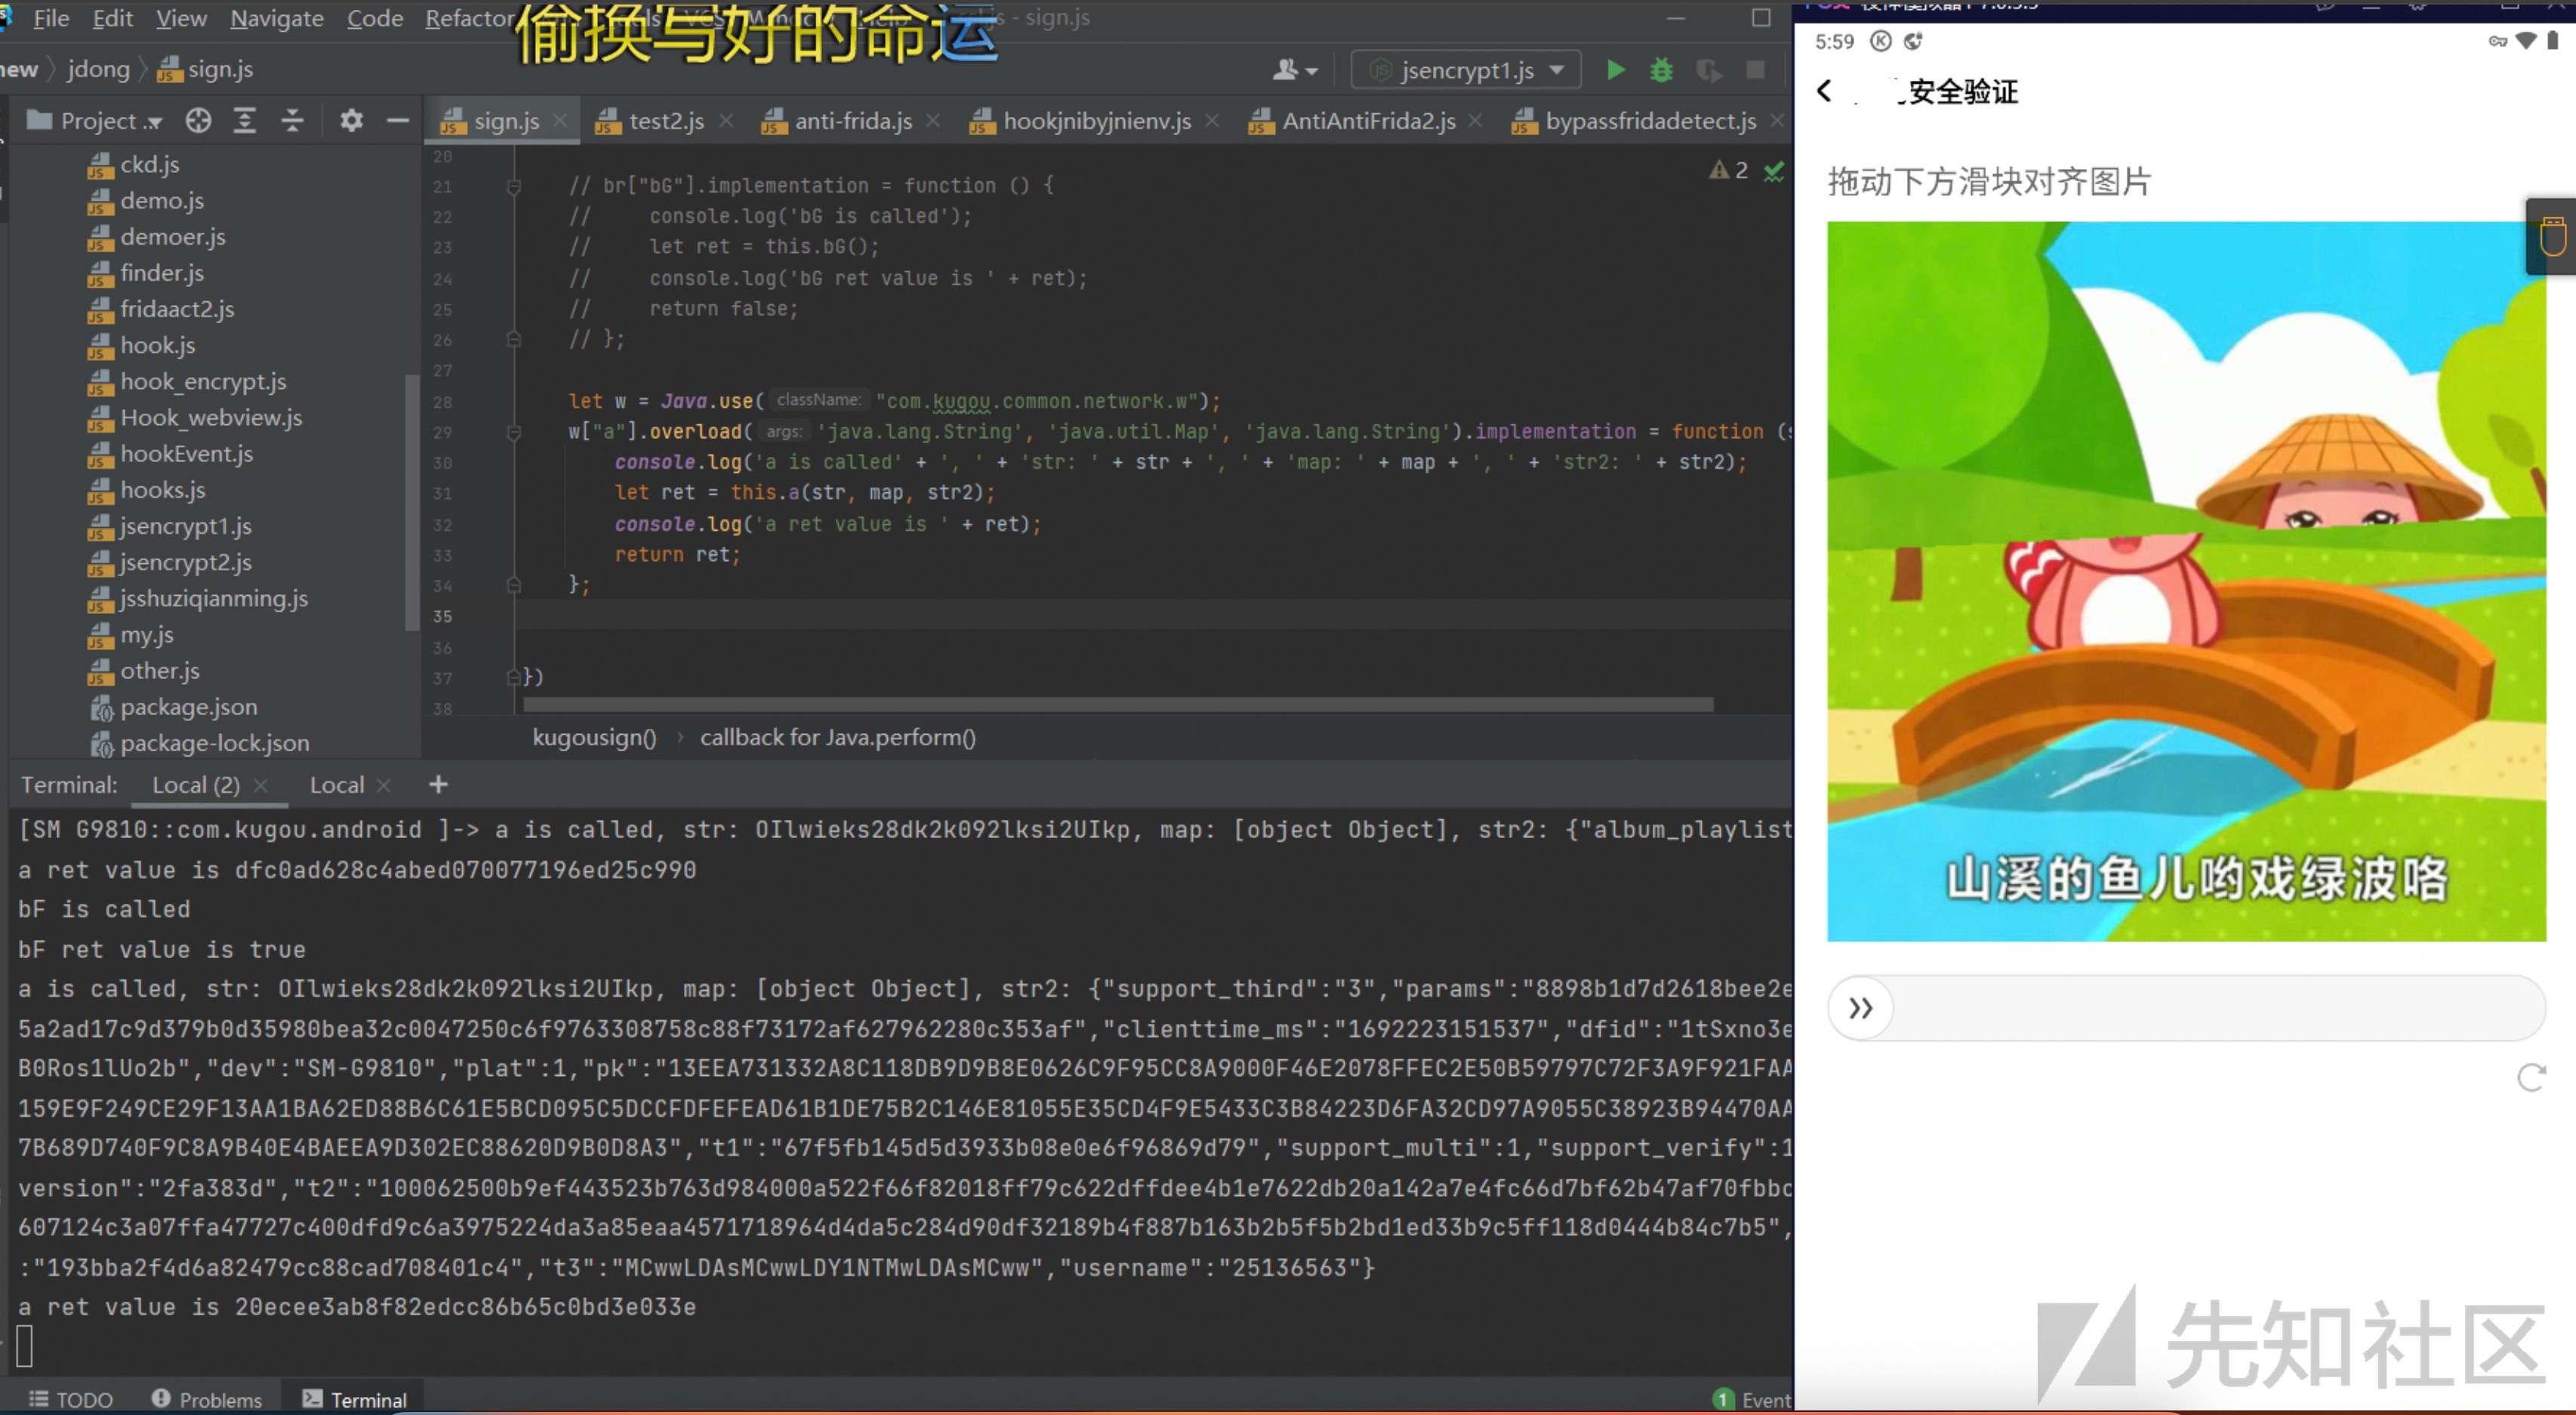 File Edit View Navigate Code Refactor - sign.js
偷换写好的命运
jdong sign.js
jsencrypt1.js
Project
sign.js test2.js anti-frida.js hookjnibyjnienv.js AntiAntiFrida2.js bypassfridadetect.js
ckd.js
demo.js
demoer.js
finder.js
fridaact2.js
hook.js
hook_encrypt.js
Hook_webview.js
hookEvent.js
hooks.js
jsencrypt1.js
jsencrypt2.js
jsshuziqianming.js
my.js
other.js
package.json
package-lock.json
2
20
21 // br["bG"].implementation = function () {
22 // console.log('bG is called');
23 // let ret = this.bG();
24 // console.log('bG ret value is ' + ret);
25 // return false;
26 // };
27
28 let w = Java.use( className: "com.kugou.common.network.w");
29 w["a"].overload( args: 'java.lang.String', 'java.util.Map', 'java.lang.String').implementation = function (
30 console.log('a is called' + ', ' + 'str: ' + str + ', ' + 'map: ' + map + ', ' + 'str2: ' + str2);
31 let ret = this.a(str, map, str2);
32 console.log('a ret value is ' + ret);
33 return ret;
34 };
35
36
37 })
38
kugousign() callback for Java.perform()
Terminal: Local (2) Local +
[SM G9810::com.kugou.android ]-> a is called, str: OIlwieks28dk2k092lksi2UIkp, map: [object Object], str2: {"album_playlist
a ret value is dfc0ad628c4abed070077196ed25c990
bF is called
bF ret value is true
a is called, str: OIlwieks28dk2k092lksi2UIkp, map: [object Object], str2: {"support_third":"3","params":"8898b1d7d2618bee2e
5a2ad17c9d379b0d35980bea32c0047250c6f9763308758c88f73172af627962280c353af","clienttime_ms":"1692223151537","dfid":"1tSxno3e
B0Ros1lUo2b","dev":"SM-G9810","plat":1,"pk":"13EEA731332A8C118DB9D9B8E0626C9F95CC8A9000F46E2078FFEC2E50B59797C72F3A9F921FAA
159E9F249CE29F13AA1BA62ED88B6C61E5BCD095C5DCCFDFEFEAD61B1DE75B2C146E81055E35CD4F9E5433C3B84223D6FA32CD97A9055C38923B94470AA
7B689D740F9C8A9B40E4BAEEA9D302EC88620D9B0D8A3","t1":"67f5fb145d5d3933b08e0e6f96869d79","support_multi":1,"support_verify":1
version":"2fa383d","t2":"100062500b9ef443523b763d984000a522f66f82018ff79c622dffdee4b1e7622db20a142a7e4fc66d7bf62b47af70fbbc
607124c3a07ffa47727c400dfd9c6a3975224da3a85eaa4571718964d4da5c284d90df32189b4f887b163b2b5f5b2bd1ed33b9c5ff118d0444b84c7b5",
:"193bba2f4d6a82479cc88cad708401c4","t3":"MCwwLDAsMCwwLDY1NTMwLDAsMCww","username":"25136563"}
a ret value is 20ecee3ab8f82edcc86b65c0bd3e033e
TODO Problems Terminal 1 Event
5:59
安全验证
拖动下方滑块对齐图片
山溪的鱼儿哟戏绿波咯
先知社区